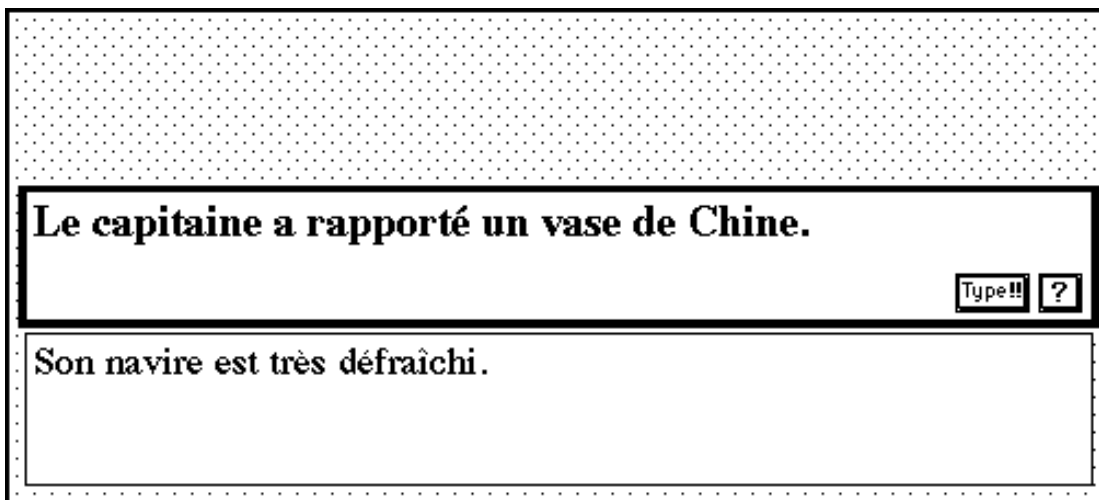 Le capitaine a rapporté un vase de Chine.
Type!! ?
Son navire est très défraîchi.